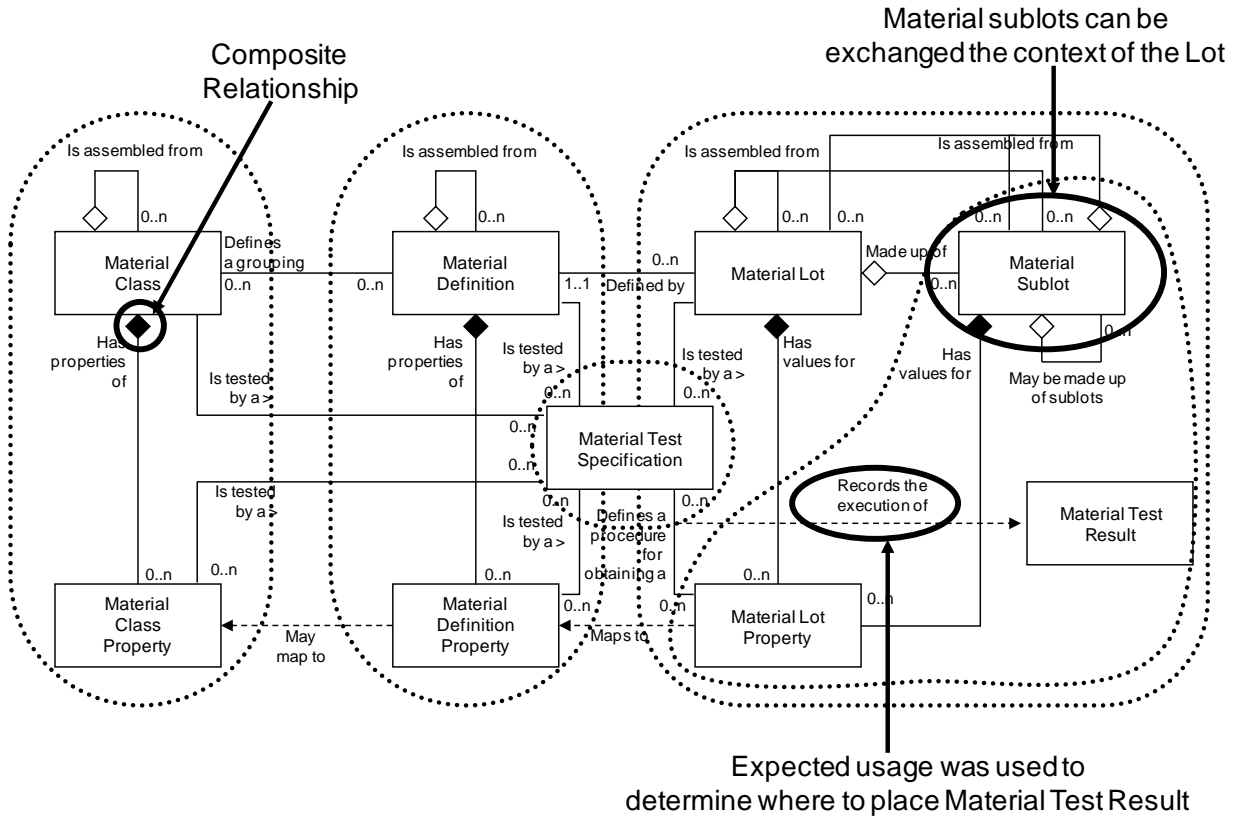 Material sublots can be
exchanged the context of the Lot
Composite
Relationship
Is assembled from
Is assembled from
Is assembled from
Is assembled from
0..n
0..n
0..n
0..n
0..n
0..n
Material
Class
Defines
a grouping
0..n
0..n
Material
Definition
1..1
0..n
Defined by
Material Lot
Made up of
0..n
Material
Sublot
0..n
Has
properties
of
Has
properties
of
Has
values for
Has
values for
May be made up
of sublots
Is tested
by a >
Is tested
by a >
Is tested
by a >
0..n
0..n
0..n
0..n
Material Test
Specification
Is tested
by a >
0..n
0..n
Is tested
by a >
Defines a
procedure
for
obtaining a
Records the
execution of
Material Test
Result
0..n
0..n
0..n
0..n
0..n
0..n
0..n
Material
Class
Property
May
map to
Material
Definition
Property
Maps to
Material Lot
Property
Expected usage was used to
determine where to place Material Test Result